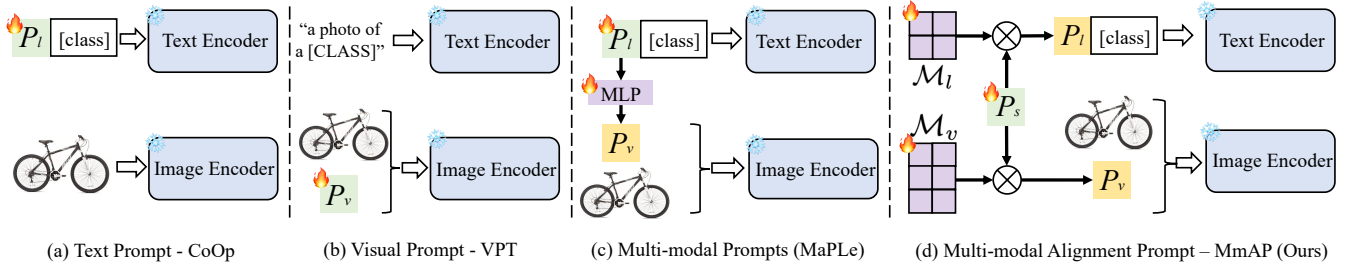 P_l [class] Text Encoder
Image Encoder
(a) Text Prompt - CoOp
“a photo of
a [CLASS]”
Text Encoder
P_v
Image Encoder
(b) Visual Prompt - VPT
P_l [class] Text Encoder
MLP
P_v
Image Encoder
(c) Multi-modal Prompts (MaPLe)
ℳ_l
P_l [class] Text Encoder
P_s
ℳ_v
P_v
Image Encoder
(d) Multi-modal Alignment Prompt – MmAP (Ours)